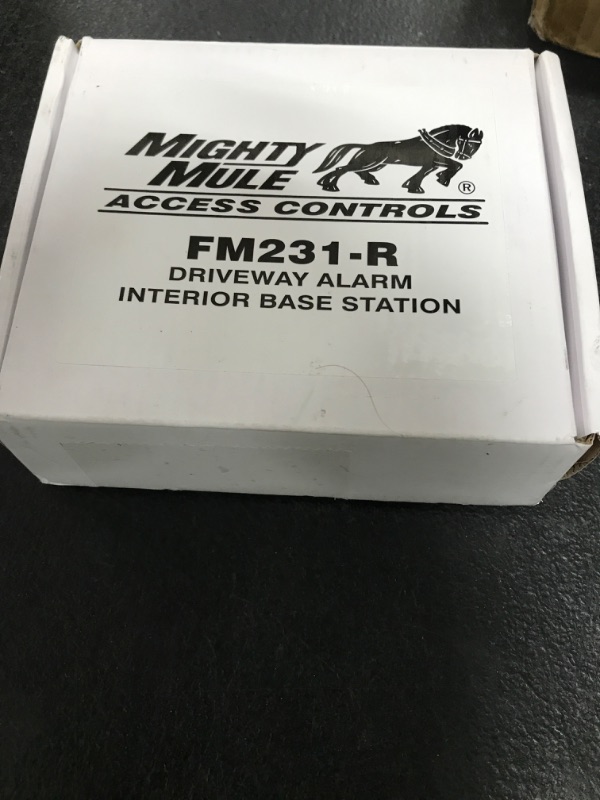 MIGHTY
MULE ®
ACCESS CONTROLS
FM231-R
DRIVEWAY ALARM
INTERIOR BASE STATION